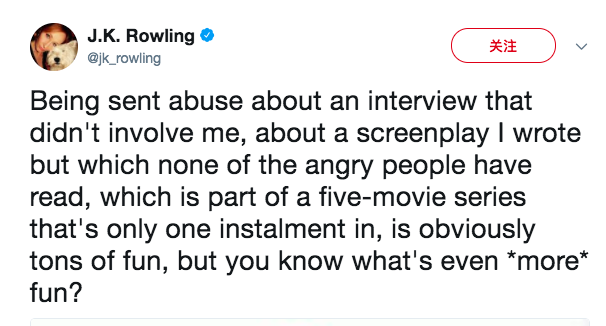 J.K. Rowling
@jk_rowling
关注
Being sent abuse about an interview that
didn't involve me, about a screenplay I wrote
but which none of the angry people have
read, which is part of a five-movie series
that's only one instalment in, is obviously
tons of fun, but you know what's even *more*
fun?